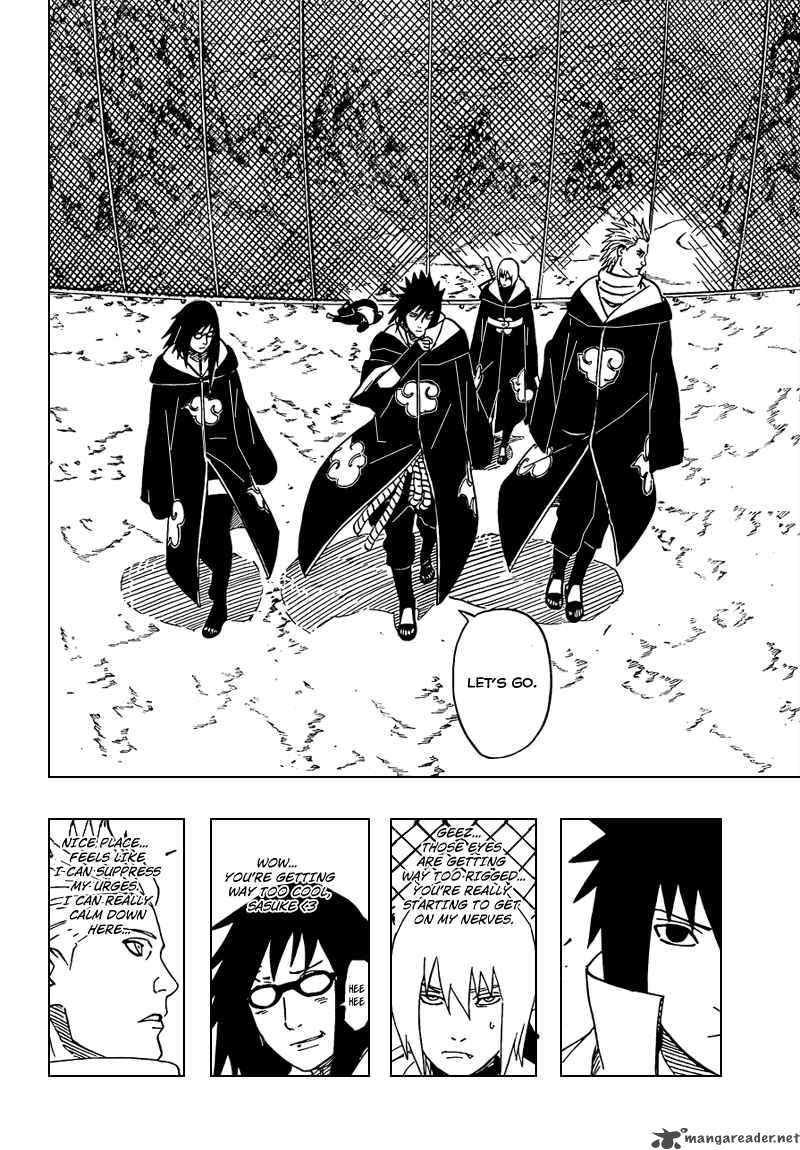 LET'S GO.
GEEZ...
THOSE EYES
ARE GETTING
WAY TOO RIGGED...
YOU'RE REALLY
STARTING TO GET
ON MY NERVES.
WOW...
YOU'RE GETTING
WAY TOO COOL,
SASUKE <3
HEE
HEE
NICE PLACE...
FEELS LIKE
I CAN SUPPRESS
MY URGES.
I CAN REALLY
CALM DOWN
HERE...
mangareader.net